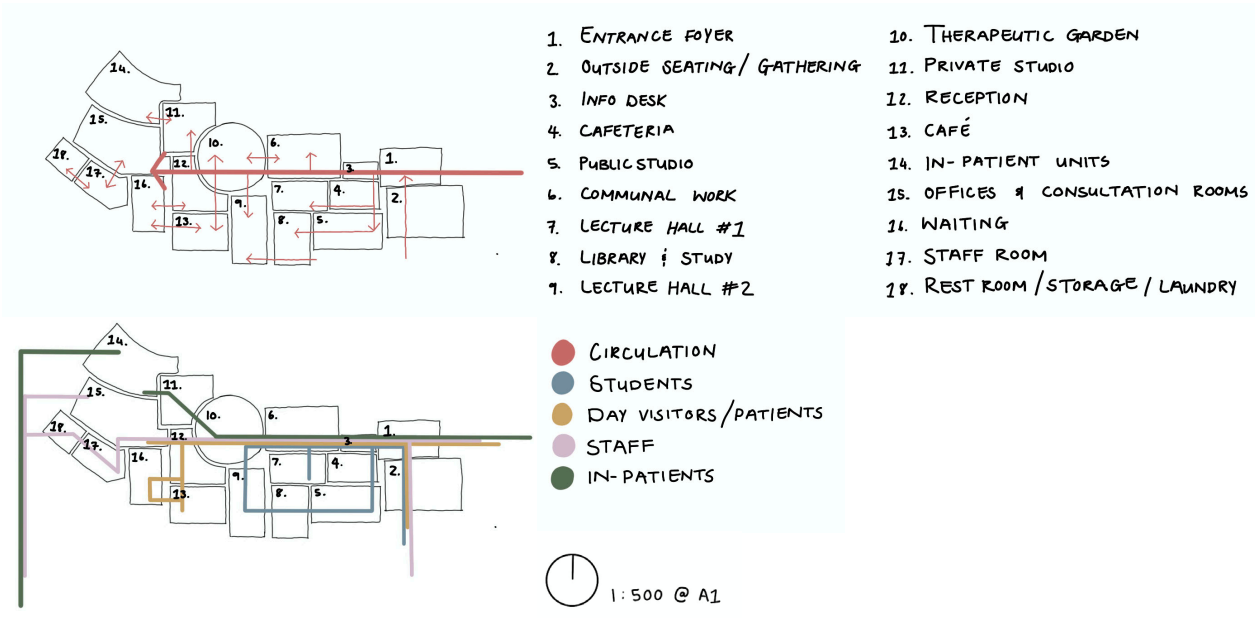 14.
11.
15.
10.
6.
12.
3.
1.
18.
17.
16.
7.
4.
2.
9.
13.
8.
5.
1. ENTRANCE FOYER
2 OUTSIDE SEATING/ GATHERING
3. INFO DESK
4. CAFETERIA
5. PUBLIC STUDIO
6. COMMUNAL WORK
7. LECTURE HALL #1
8. LIBRARY & STUDY
9. LECTURE HALL #2
10. THERAPEUTIC GARDEN
11. PRIVATE STUDIO
12. RECEPTION
13. CAFÉ
14. IN-PATIENT UNITS
15. OFFICES & CONSULTATION ROOMS
16. WAITING
17. STAFF ROOM
18. REST ROOM/STORAGE/LAUNDRY
14.
11.
15.
10.
6.
18.
12.
1.
17.
3.
16.
7.
4.
2.
9.
13.
8.
5.
CIRCULATION
STUDENTS
DAY VISITORS/PATIENTS
STAFF
IN-PATIENTS
1:500 @ A1